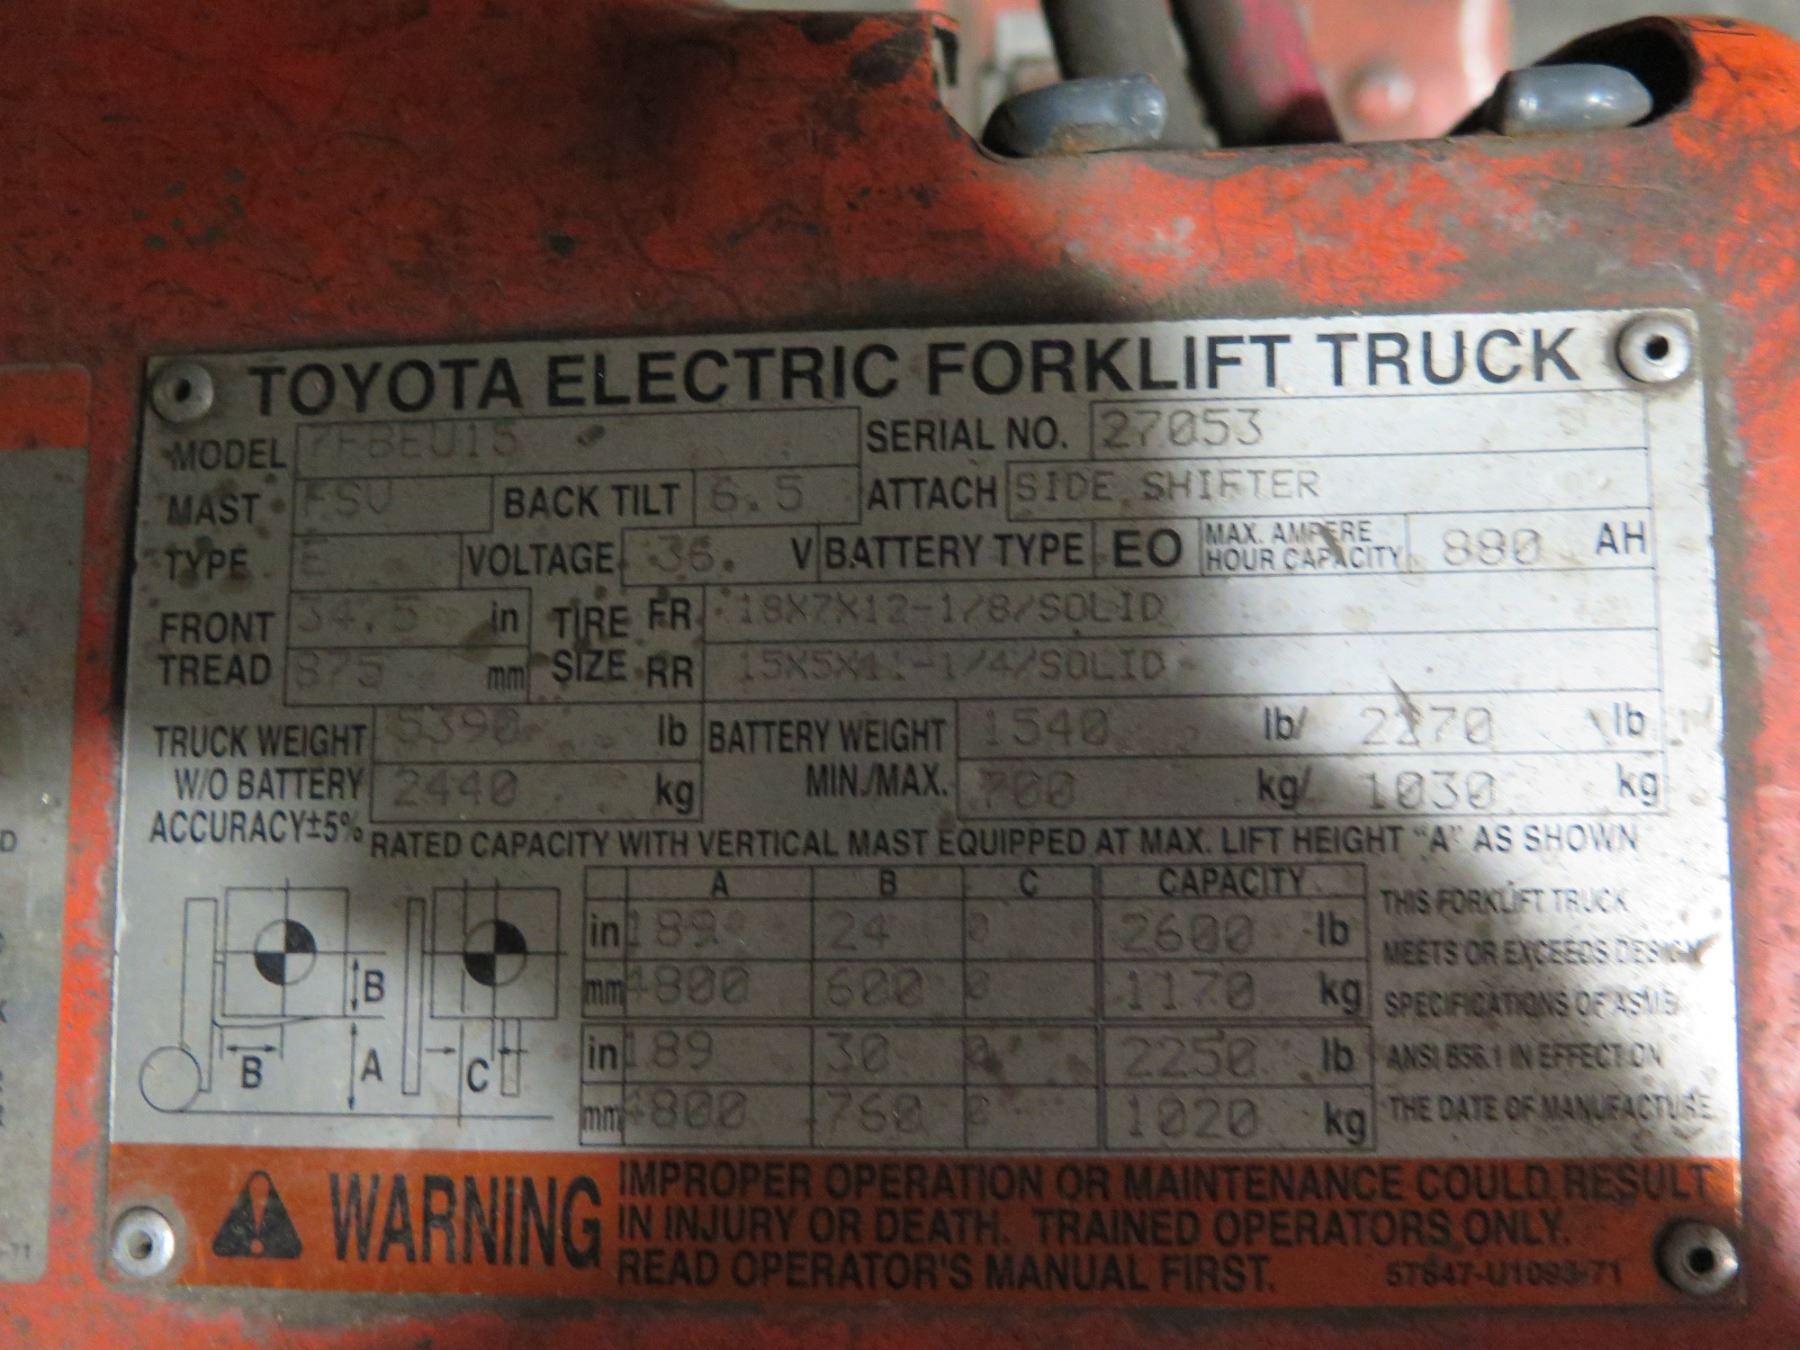 TOYOTA ELECTRIC FORKLIFT TRUCK
MODEL 7FBEU15 SERIAL NO. 27053
MAST FSV BACK TILT 6.5 ATTACH SIDE SHIFTER
TYPE E VOLTAGE 36. V BATTERY TYPE EO MAX. AMPERE HOUR CAPACITY 880 AH
FRONT TREAD 34.5 in TIRE SIZE FR 18X7X12-1/8/SOLID
875 mm RR 15X5X11-1/4/SOLID
TRUCK WEIGHT 5390 lb BATTERY WEIGHT 1540 lb/ 2270 lb
W/O BATTERY 2440 kg MIN./MAX. 700 kg/ 1030 kg
ACCURACY±5%
RATED CAPACITY WITH VERTICAL MAST EQUIPPED AT MAX. LIFT HEIGHT "A" AS SHOWN
A B C CAPACITY
in 189 24 0 2600 lb
mm 4800 600 0 1170 kg
in 189 30 0 2250 lb
mm 4800 760 0 1020 kg
B
B
A
C
THIS FORKLIFT TRUCK
MEETS OR EXCEEDS DESIGN
SPECIFICATIONS OF ASME
ANSI B56.1 IN EFFECT ON
THE DATE OF MANUFACTURE
WARNING
IMPROPER OPERATION OR MAINTENANCE COULD RESULT
IN INJURY OR DEATH. TRAINED OPERATORS ONLY.
READ OPERATOR'S MANUAL FIRST.
-71